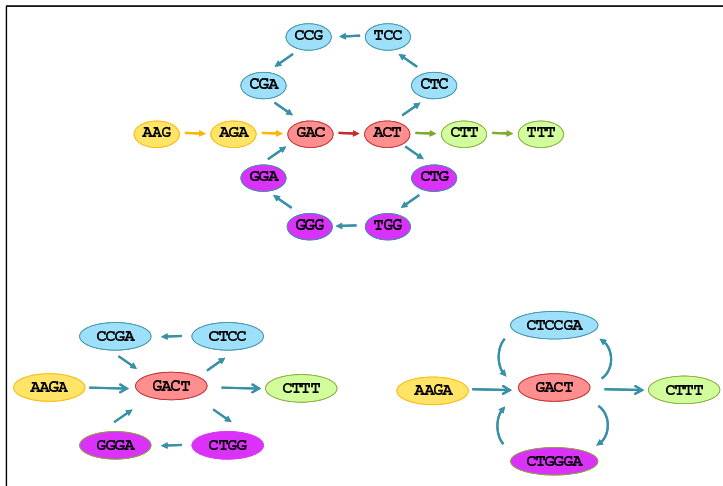 CCG TCC
CGA CTC
AAG AGA GAC ACT CTT TTT
GGA CTG
GGG TGG
CCGA CTCC
AAGA GACT CTTT
GGGA CTGG
CTCCGA
AAGA GACT CTTT
CTGGGA